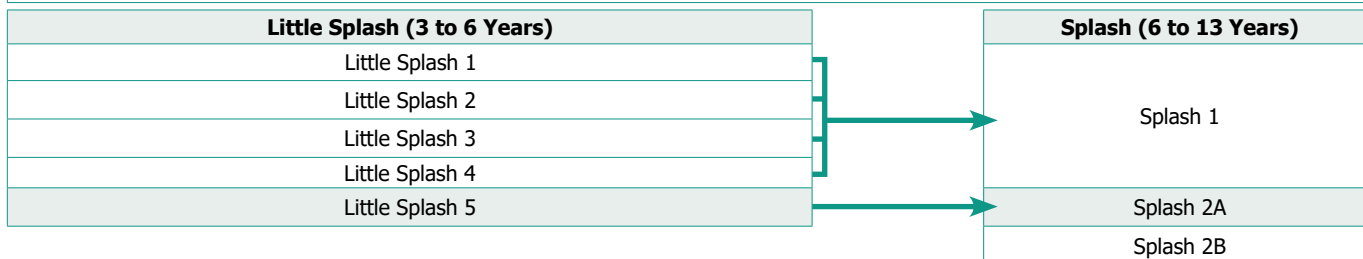 Little Splash (3 to 6 Years)
Little Splash 1
Little Splash 2
Little Splash 3
Little Splash 4
Little Splash 5
Splash (6 to 13 Years)
Splash 1
Splash 2A
Splash 2B